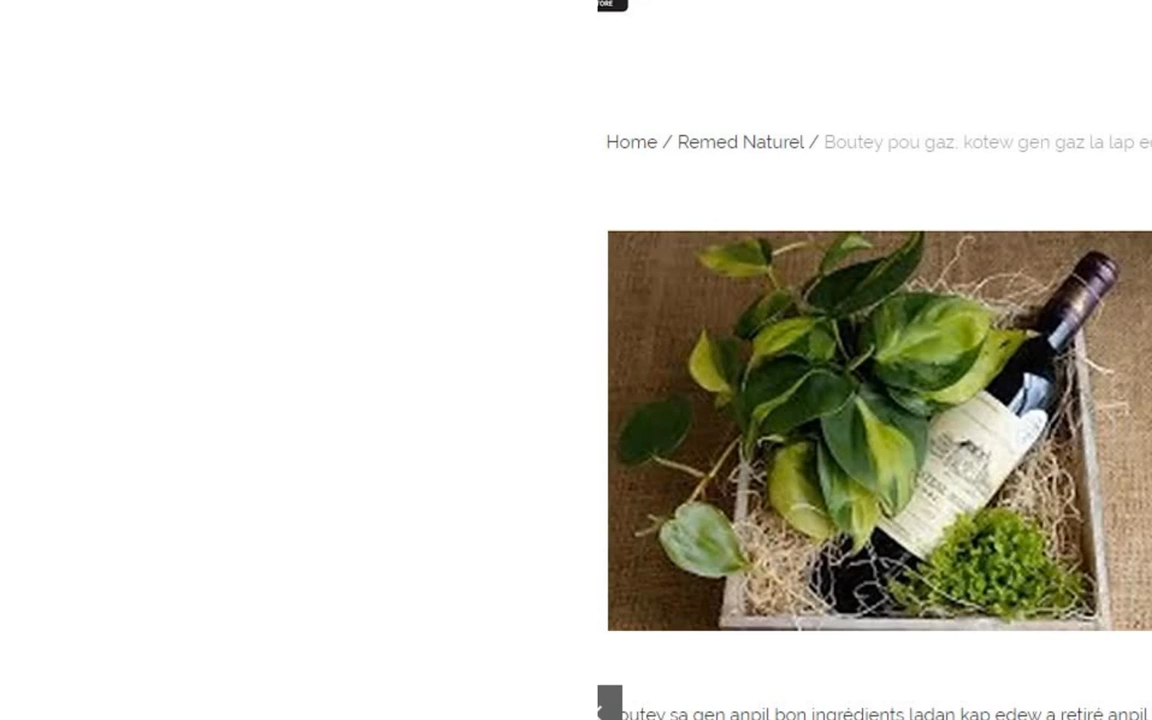 Home / Remed Naturel / Boutey pou gaz, kotew gen gaz la lap
outey sa gen anpil bon ingrédients ladan kap edew a retiré anpil